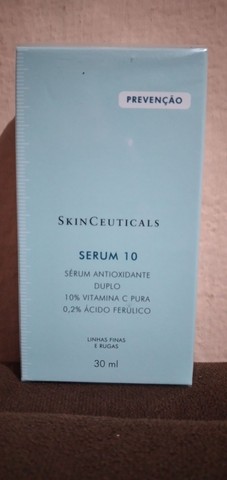 PREVENÇÃO
SKINCEUTICALS
SERUM 10
SÉRUM ANTIOXIDANTE
DUPLO
10% VITAMINA C PURA
0,2% ÁCIDO FERÚLICO
LINHAS FINAS
E RUGAS
30 ml